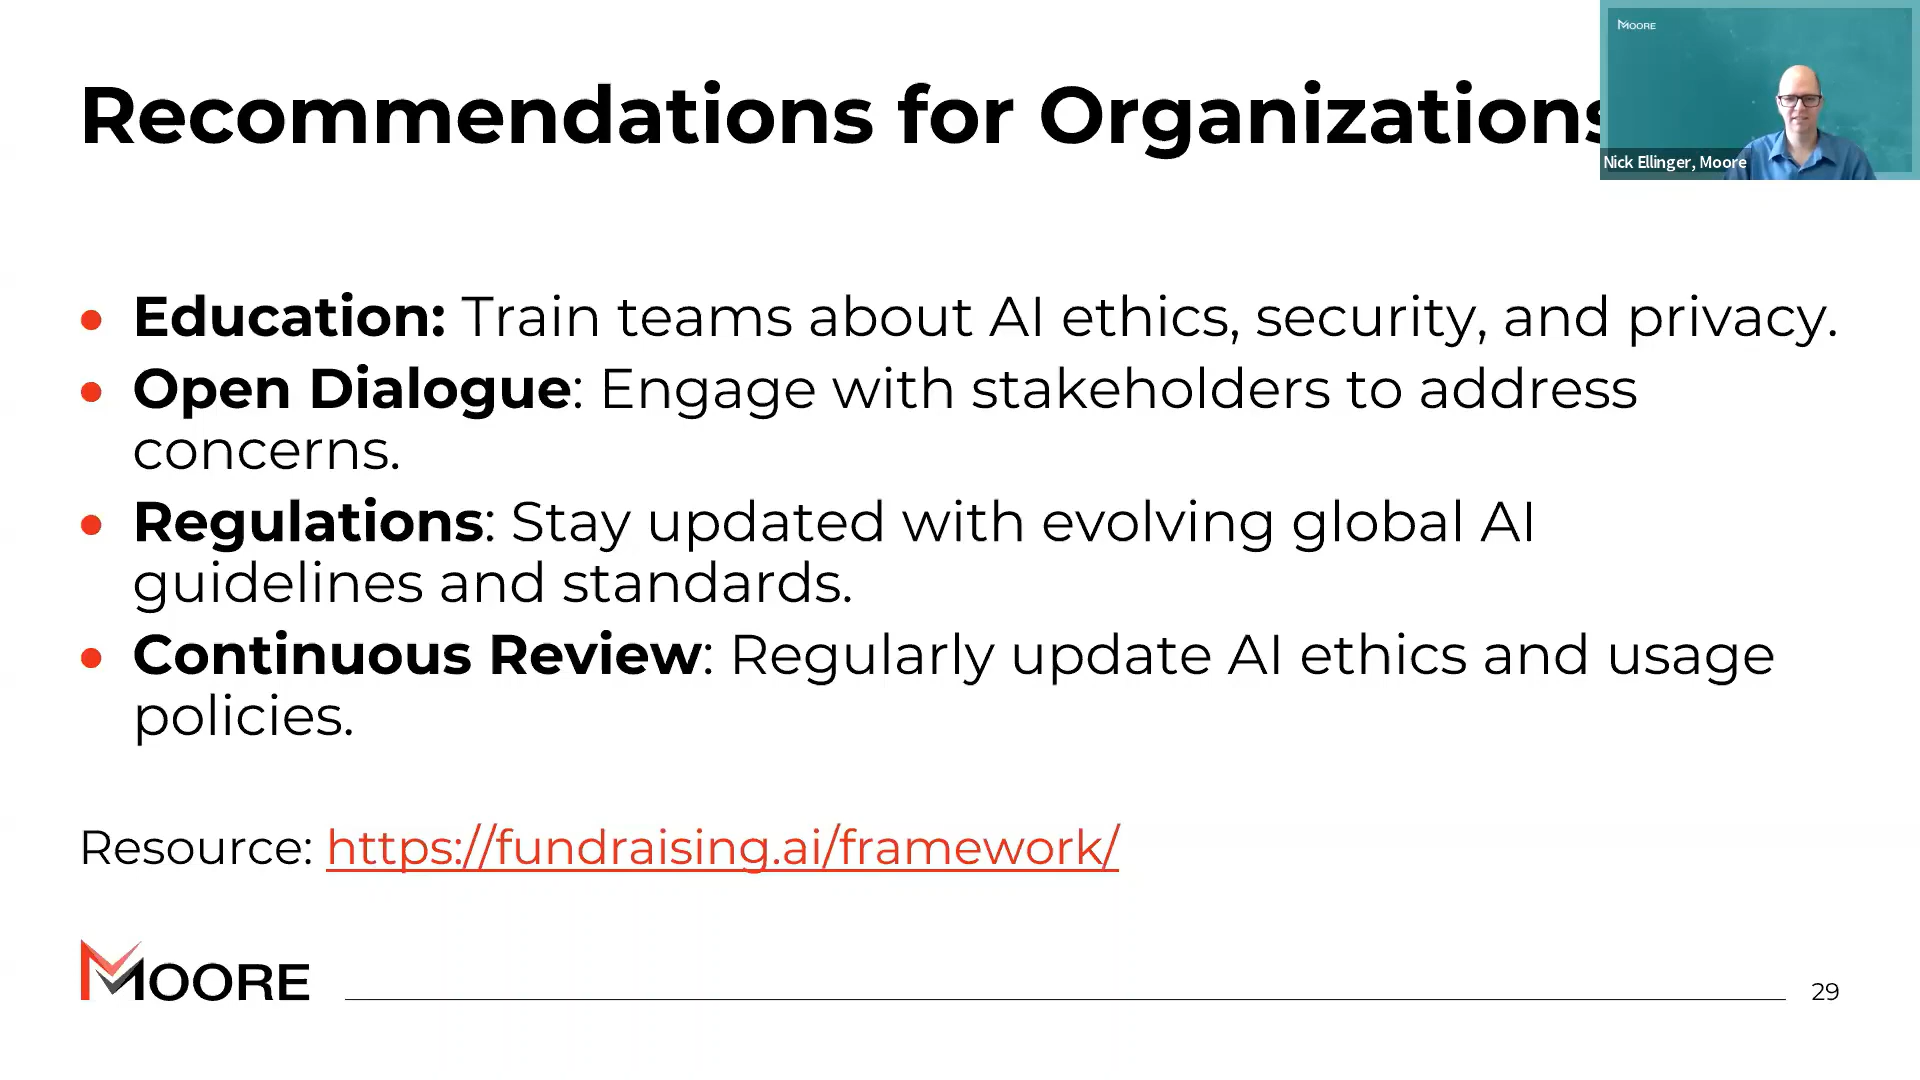 Recommendations for Organizations
MOORE
Nick Ellinger, Moore
• Education: Train teams about AI ethics, security, and privacy.
• Open Dialogue: Engage with stakeholders to address
concerns.
• Regulations: Stay updated with evolving global AI
guidelines and standards.
• Continuous Review: Regularly update AI ethics and usage
policies.
Resource: https://fundraising.ai/framework/
MOORE
29